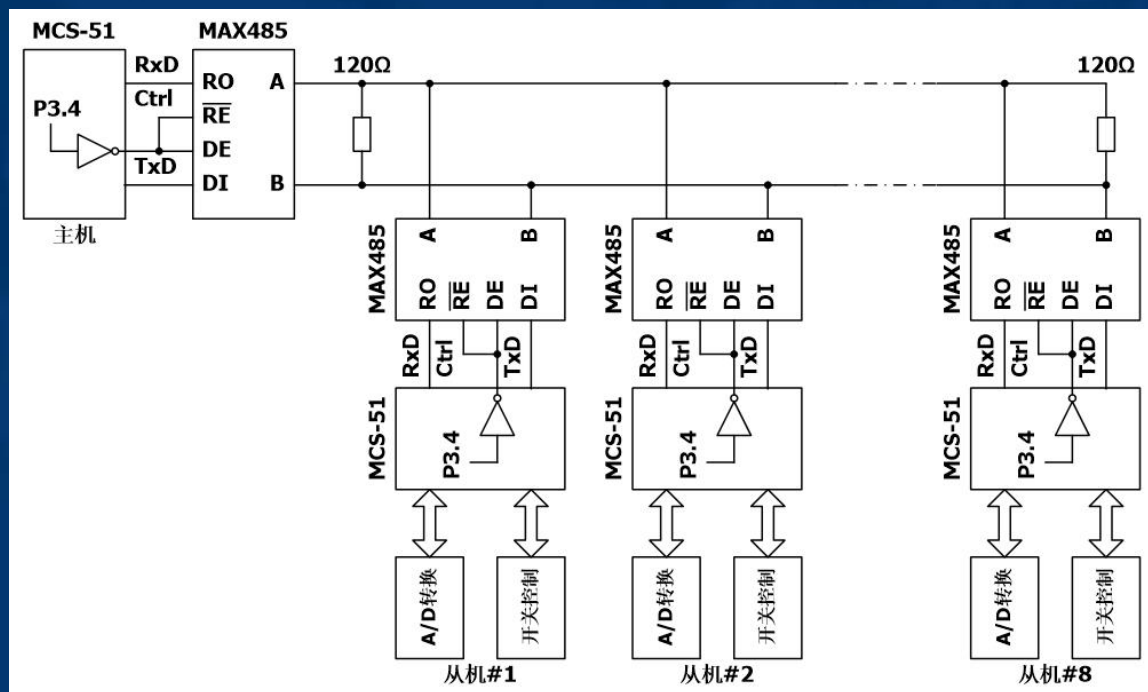 MCS-51
MAX485
RxD
Ctrl
P3.4
TxD
RO
RE
DE
DI
A
B
主机
120Ω
120Ω
MAX485
A
B
RO
RE
DE
DI
RxD
Ctrl
TxD
MCS-51
P3.4
A/D转换
开关控制
从机#1
MAX485
A
B
RO
RE
DE
DI
RxD
Ctrl
TxD
MCS-51
P3.4
A/D转换
开关控制
从机#2
MAX485
A
B
RO
RE
DE
DI
RxD
Ctrl
TxD
MCS-51
P3.4
A/D转换
开关控制
从机#8